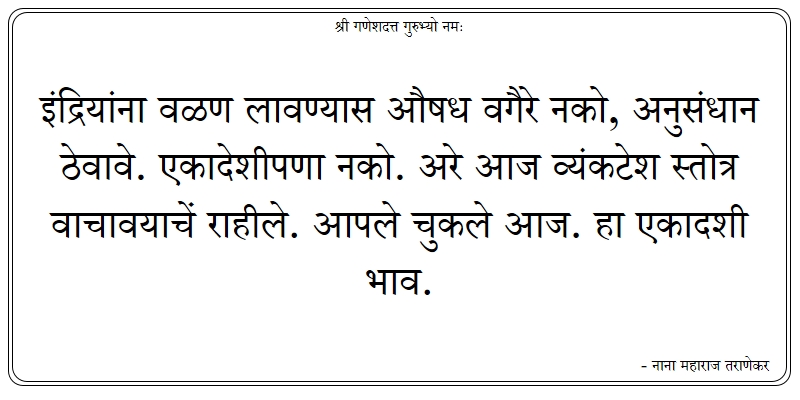 श्री गणेशदत्त गुरुभ्यो नमः
इंद्रियांना वळण लावण्यास औषध वगैरे नको, अनुसंधान
ठेवावे. एकादेशीपणा नको. अरे आज व्यंकटेश स्तोत्र
वाचावयाचें राहीले. आपले चुकले आज. हा एकादशी
भाव.
- नाना महाराज तराणेकर